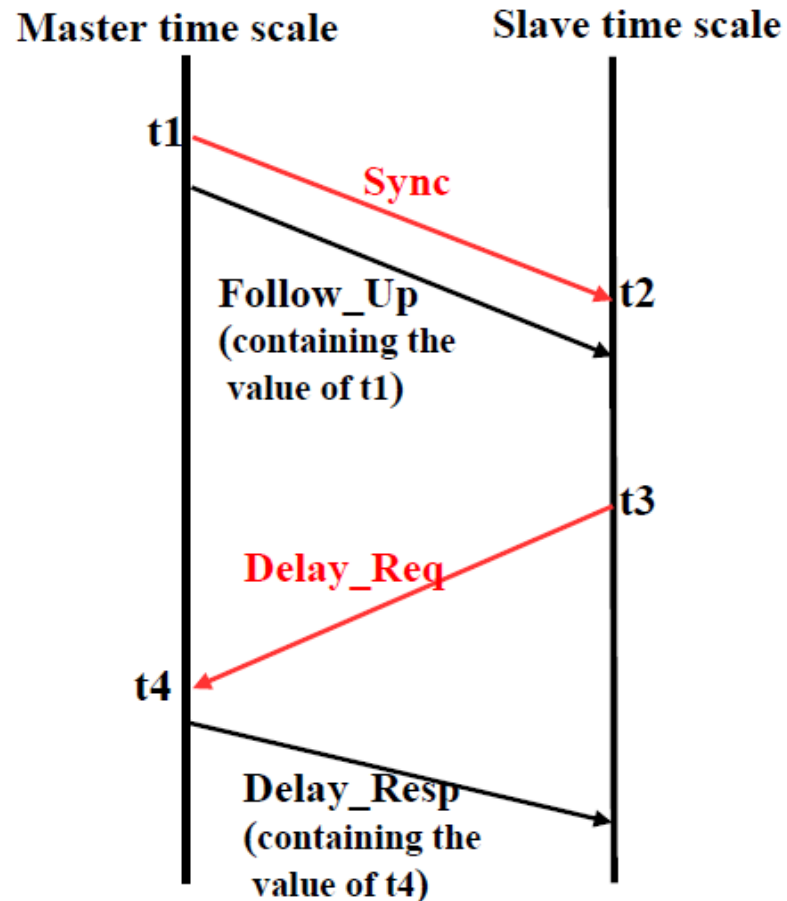 Master time scale
Slave time scale
t1
Sync
Follow_Up
(containing the
value of t1)
t2
t3
Delay_Req
t4
Delay_Resp
(containing the
value of t4)